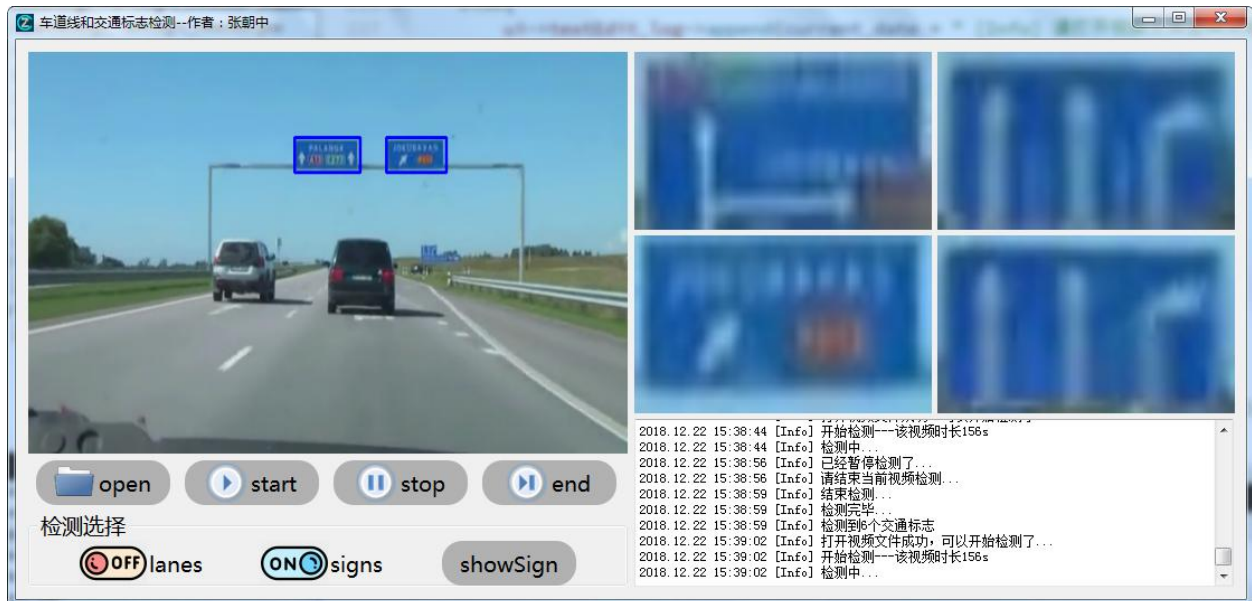 车道线和交通标志检测--作者：张朝中
PALANGA
open
start
stop
end
检测选择
OFF
lanes
ON
signs
showSign
2018.12.22 15:38:44 [Info] 开始检测---该视频时长156s
2018.12.22 15:38:44 [Info] 检测中...
2018.12.22 15:38:56 [Info] 已经暂停检测了...
2018.12.22 15:38:56 [Info] 请结束当前视频检测...
2018.12.22 15:38:59 [Info] 结束检测...
2018.12.22 15:38:59 [Info] 检测完毕...
2018.12.22 15:38:59 [Info] 检测到6个交通标志
2018.12.22 15:39:02 [Info] 打开视频文件成功，可以开始检测了...
2018.12.22 15:39:02 [Info] 开始检测---该视频时长156s
2018.12.22 15:39:02 [Info] 检测中...